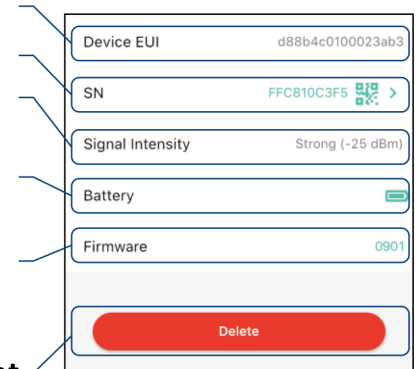 Device EUI d88b4c0100023ab3
SN FFC810C3F5 >
Signal Intensity Strong (-25 dBm)
Battery
Firmware 0901
Delete